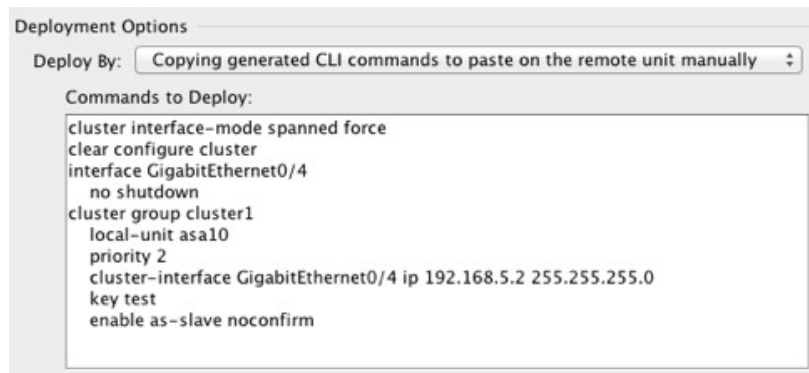 Deployment Options
Deploy By: Copying generated CLI commands to paste on the remote unit manually
Commands to Deploy:
cluster interface-mode spanned force
clear configure cluster
interface GigabitEthernet0/4
no shutdown
cluster group cluster1
local-unit asa10
priority 2
cluster-interface GigabitEthernet0/4 ip 192.168.5.2 255.255.255.0
key test
enable as-slave noconfirm